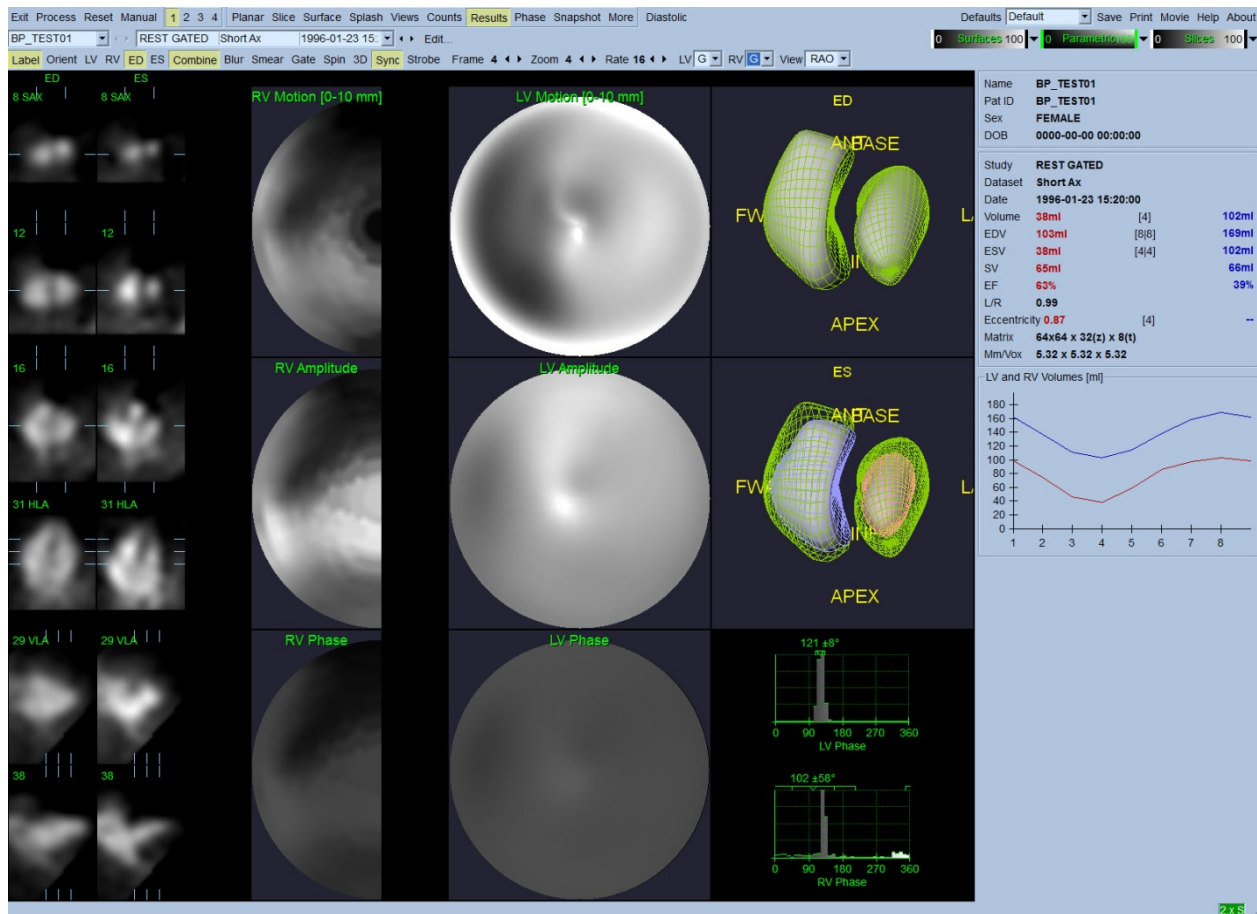 Exit Process Reset Manual 1 2 3 4 Planar Slice Surface Splash Views Counts Results Phase Snapshot More Diastolic Defaults Default Save Print Movie Help About
BP_TEST01 REST GATED Short Ax 1996-01-23 15: Edit... 0 Surfaces 100 0 Parametric 100 0 Slices 100
Label Orient LV RV ED ES Combine Blur Smear Gate Spin 3D Sync Strobe Frame 4 Zoom 4 Rate 16 LV G RV G View RAO
ED ES
8 SAX 8 SAX
12
16 16
31 HLA 31 HLA
29 VLA 29 VLA
38 38
RV Motion [0-10 mm] LV Motion [0-10 mm] ED
ANT BASE
FW
APEX
RV Amplitude LV Amplitude ES
ANT BASE
FW
APEX
RV Phase LV Phase
121 ±8°
0 90 180 270 360
LV Phase
102 ±58°
0 90 180 270 360
RV Phase
Name BP_TEST01
Pat ID BP_TEST01
Sex FEMALE
DOB 0000-00-00 00:00:00
Study REST GATED
Dataset Short Ax
Date 1996-01-23 15:20:00
Volume 38ml [4] 102ml
EDV 103ml [8|8] 169ml
ESV 38ml [4|4] 102ml
SV 65ml 66ml
EF 63% 39%
L/R 0.99
Eccentricity 0.87 [4] --
Matrix 64x64 x 32(z) x 8(t)
Mm/Vox 5.32 x 5.32 x 5.32
LV and RV Volumes [ml]
180
160
140
120
100
80
60
40
20
0
1 2 3 4 5 6 7 8
2 x S